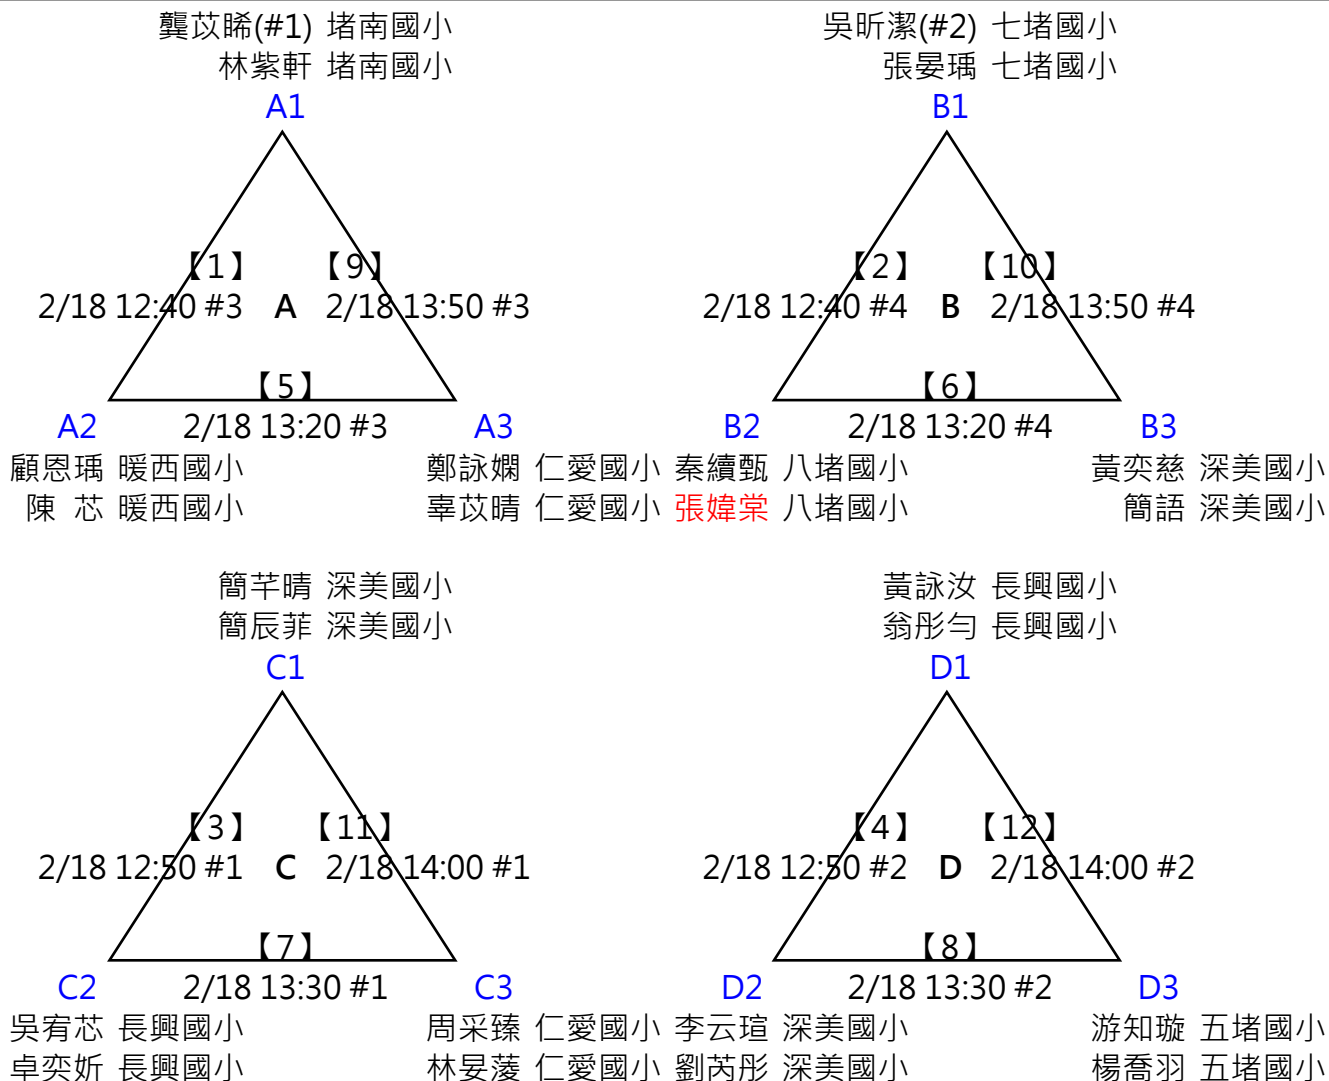 龔苡晞(#1) 堵南國小 吳昕潔(#2) 七堵國小
林紫軒 堵南國小 張晏瑀 七堵國小
A1 B1
【1】 【9】 【2】 【10】
2/18 12:40 #3 A 2/18 13:50 #3 2/18 12:40 #4 B 2/18 13:50 #4
【5】 【6】
A2 2/18 13:20 #3 A3 B2 2/18 13:20 #4 B3
顧恩瑀 暖西國小 鄭詠嫻 仁愛國小 秦續甄 八堵國小 黃奕慈 深美國小
陳 芯 暖西國小 辜苡晴 仁愛國小 張媁棠 八堵國小 簡語 深美國小
簡芊晴 深美國小 黃詠汝 長興國小
簡辰菲 深美國小 翁彤勻 長興國小
C1 D1
【3】 【11】 【4】 【12】
2/18 12:50 #1 C 2/18 14:00 #1 2/18 12:50 #2 D 2/18 14:00 #2
【7】 【8】
C2 2/18 13:30 #1 C3 D2 2/18 13:30 #2 D3
吳宥芯 長興國小 周采臻 仁愛國小 李云瑄 深美國小 游知璇 五堵國小
卓奕妡 長興國小 林妟蓤 仁愛國小 劉芮彤 深美國小 楊喬羽 五堵國小